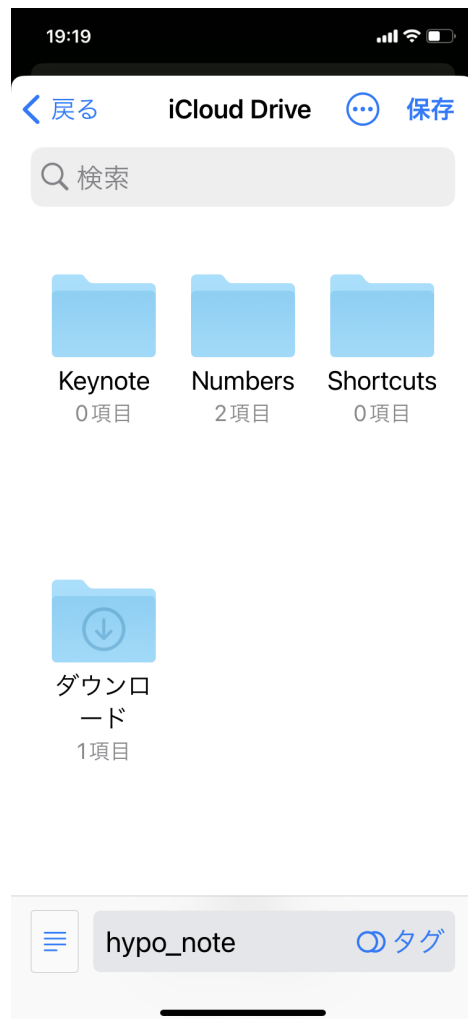 19:19
戻る iCloud Drive 保存
検索
Keynote Numbers Shortcuts
0項目 2項目 0項目
ダウンロ
ード
1項目
hypo_note タグ